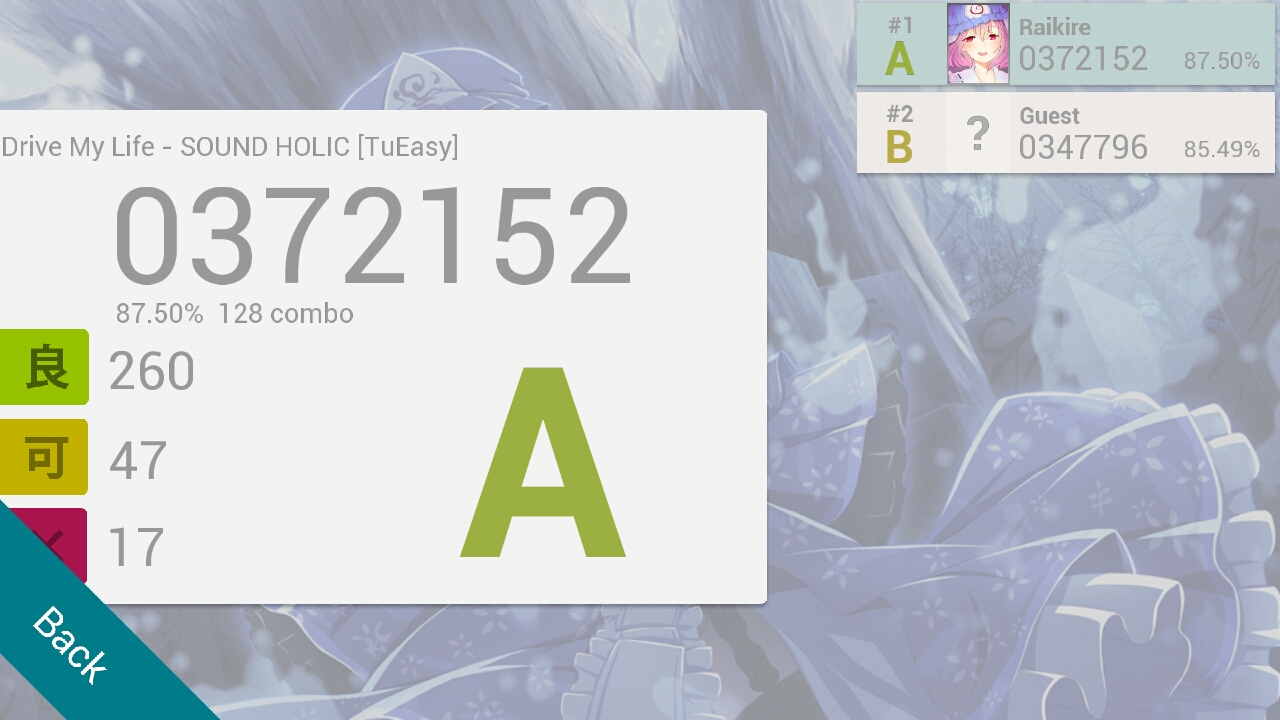 Drive My Life - SOUND HOLIC [TuEasy]
0372152
87.50% 128 combo
良 260
可 47
17
A
Back
#1
A
Raikire
0372152 87.50%
#2
B
?
Guest
0347796 85.49%